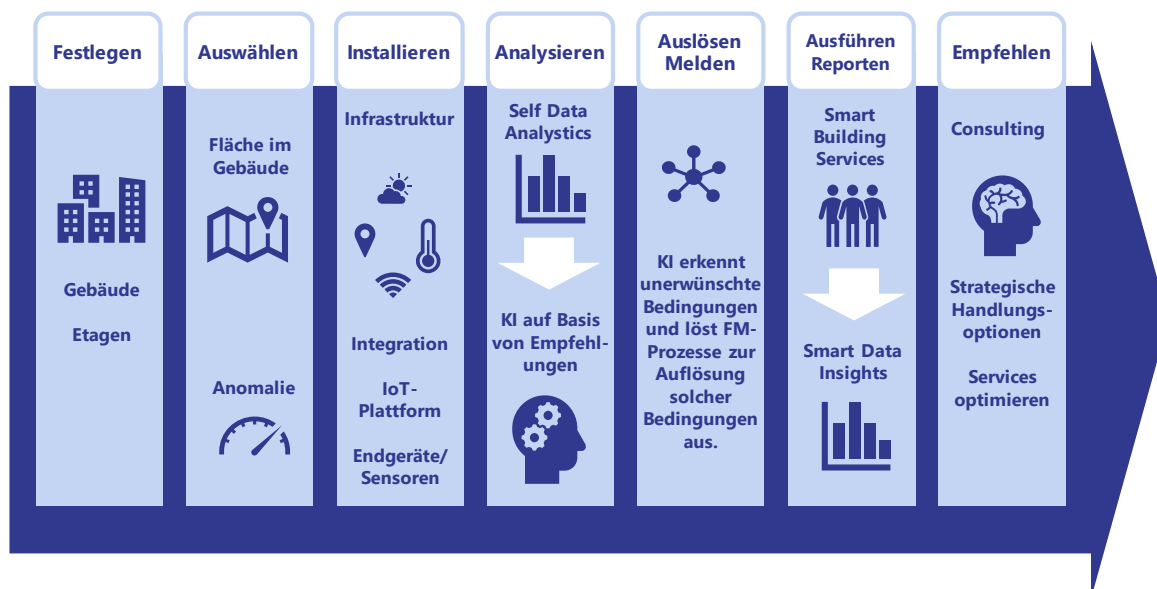 Festlegen
Gebäude
Etagen
Auswählen
Fläche im
Gebäude
Anomalie
Installieren
Infrastruktur
Integration
IoT-
Plattform
Endgeräte/
Sensoren
Analysieren
Self Data
Analystics
KI auf Basis
von Empfehl-
ungen
Auslösen
Melden
KI erkennt
unerwünschte
Bedingungen
und löst FM-
Prozesse zur
Auflösung
solcher
Bedingungen
aus.
Ausführen
Reporten
Smart
Building
Services
Smart Data
Insights
Empfehlen
Consulting
Strategische
Handlungs-
optionen
Services
optimieren